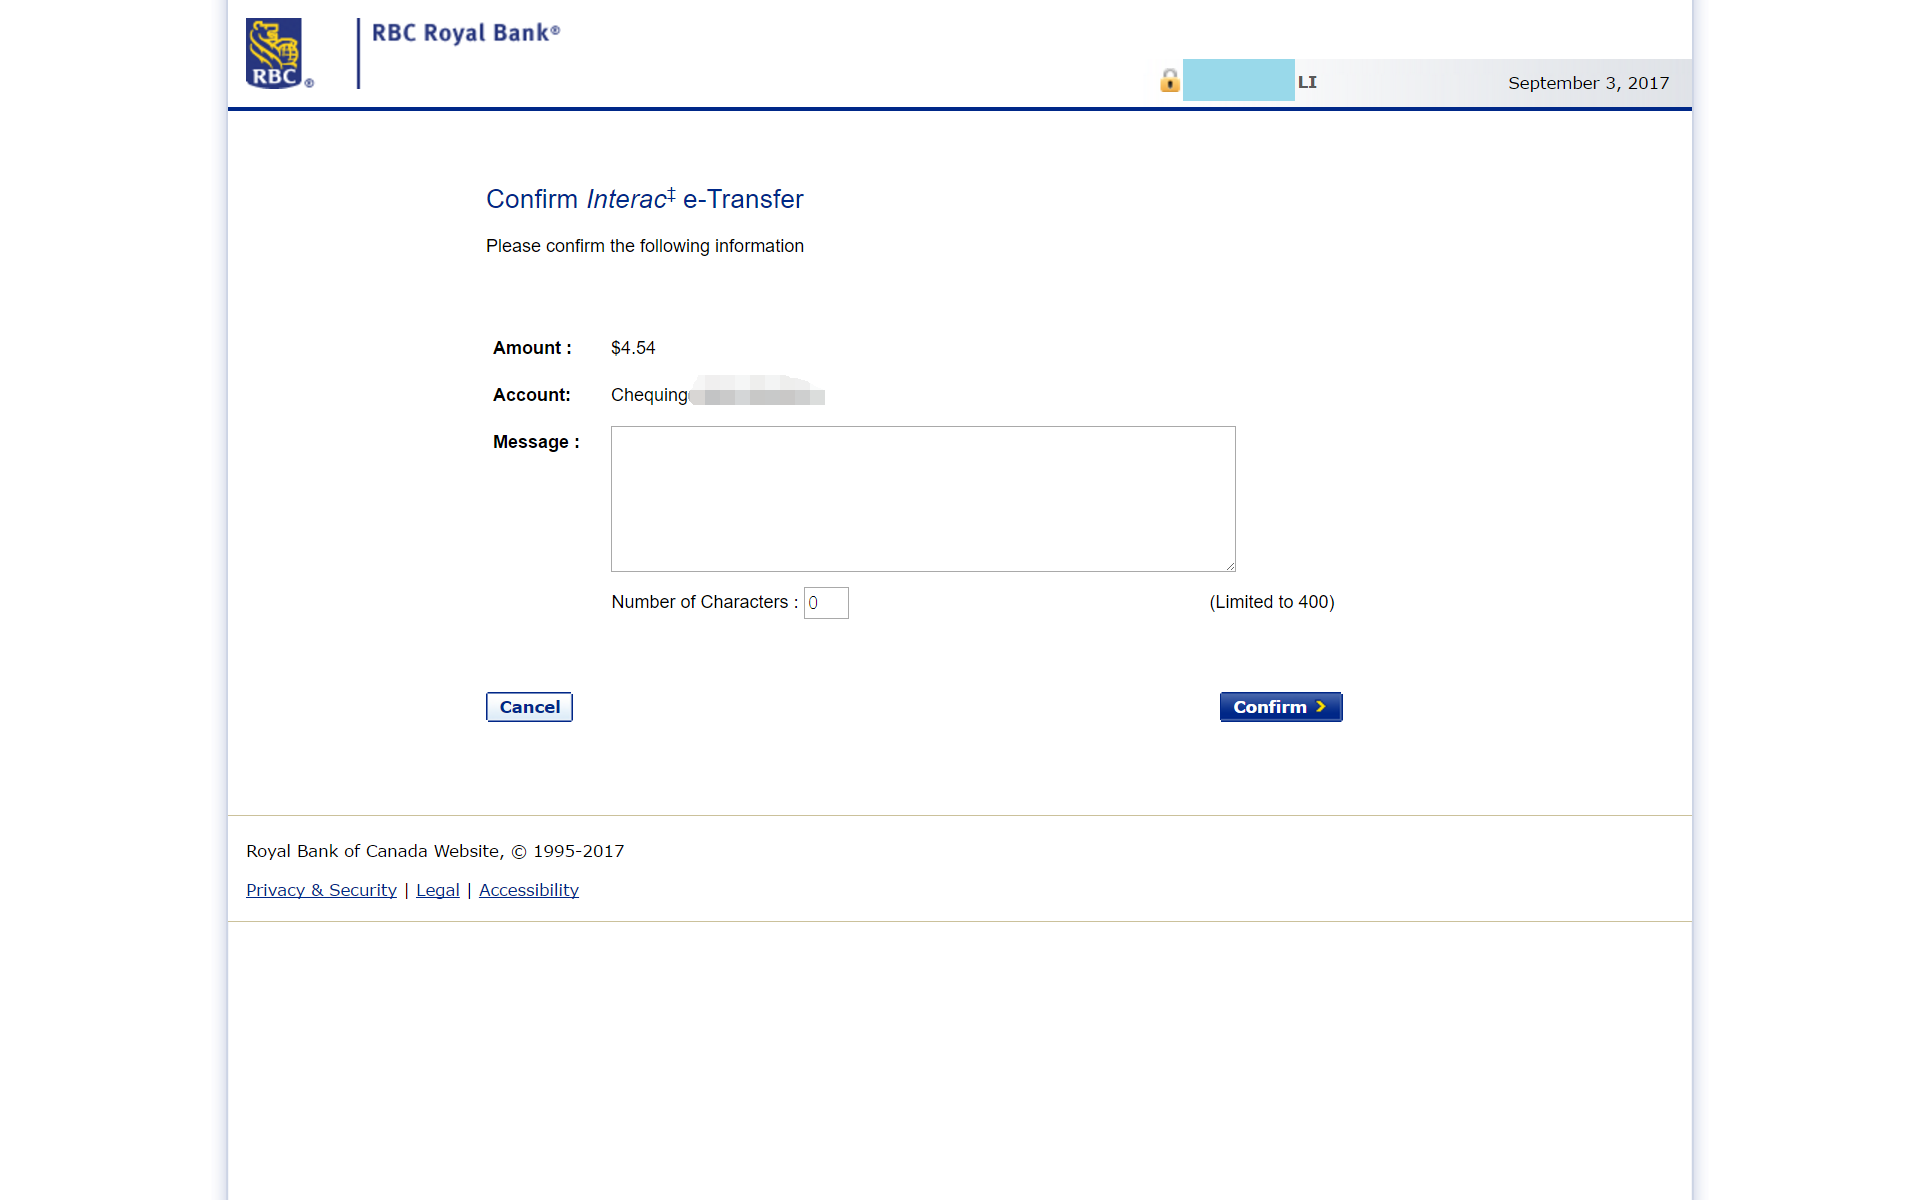 RBC Royal Bank®
RBC ®
LI
September 3, 2017
Confirm Interac‡ e-Transfer
Please confirm the following information
Amount : $4.54
Account: Chequing
Message :
Number of Characters : 0 (Limited to 400)
Cancel
Confirm
Royal Bank of Canada Website, © 1995-2017
Privacy & Security | Legal | Accessibility